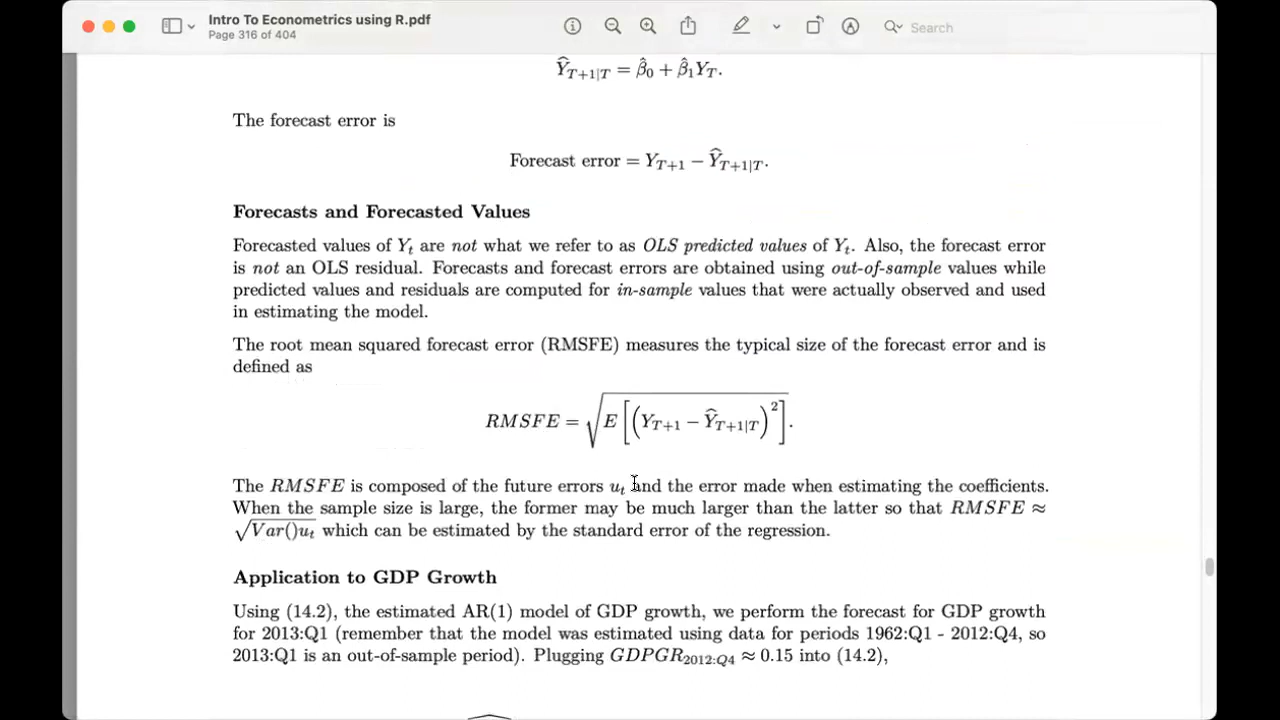 Intro To Econometrics using R.pdf
Page 316 of 404
Search
Ŷ_{T+1|T} = β̂₀ + β̂₁Y_T.
The forecast error is
Forecast error = Y_{T+1} − Ŷ_{T+1|T}.
Forecasts and Forecasted Values
Forecasted values of Y_t are not what we refer to as OLS predicted values of Y_t. Also, the forecast error
is not an OLS residual. Forecasts and forecast errors are obtained using out-of-sample values while
predicted values and residuals are computed for in-sample values that were actually observed and used
in estimating the model.
The root mean squared forecast error (RMSFE) measures the typical size of the forecast error and is
defined as
RMSFE = √(E[(Y_{T+1} − Ŷ_{T+1|T})²]).
The RMSFE is composed of the future errors u_t and the error made when estimating the coefficients.
When the sample size is large, the former may be much larger than the latter so that RMSFE ≈
√Var()u_t which can be estimated by the standard error of the regression.
Application to GDP Growth
Using (14.2), the estimated AR(1) model of GDP growth, we perform the forecast for GDP growth
for 2013:Q1 (remember that the model was estimated using data for periods 1962:Q1 - 2012:Q4, so
2013:Q1 is an out-of-sample period). Plugging GDPGR_{2012:Q4} ≈ 0.15 into (14.2),